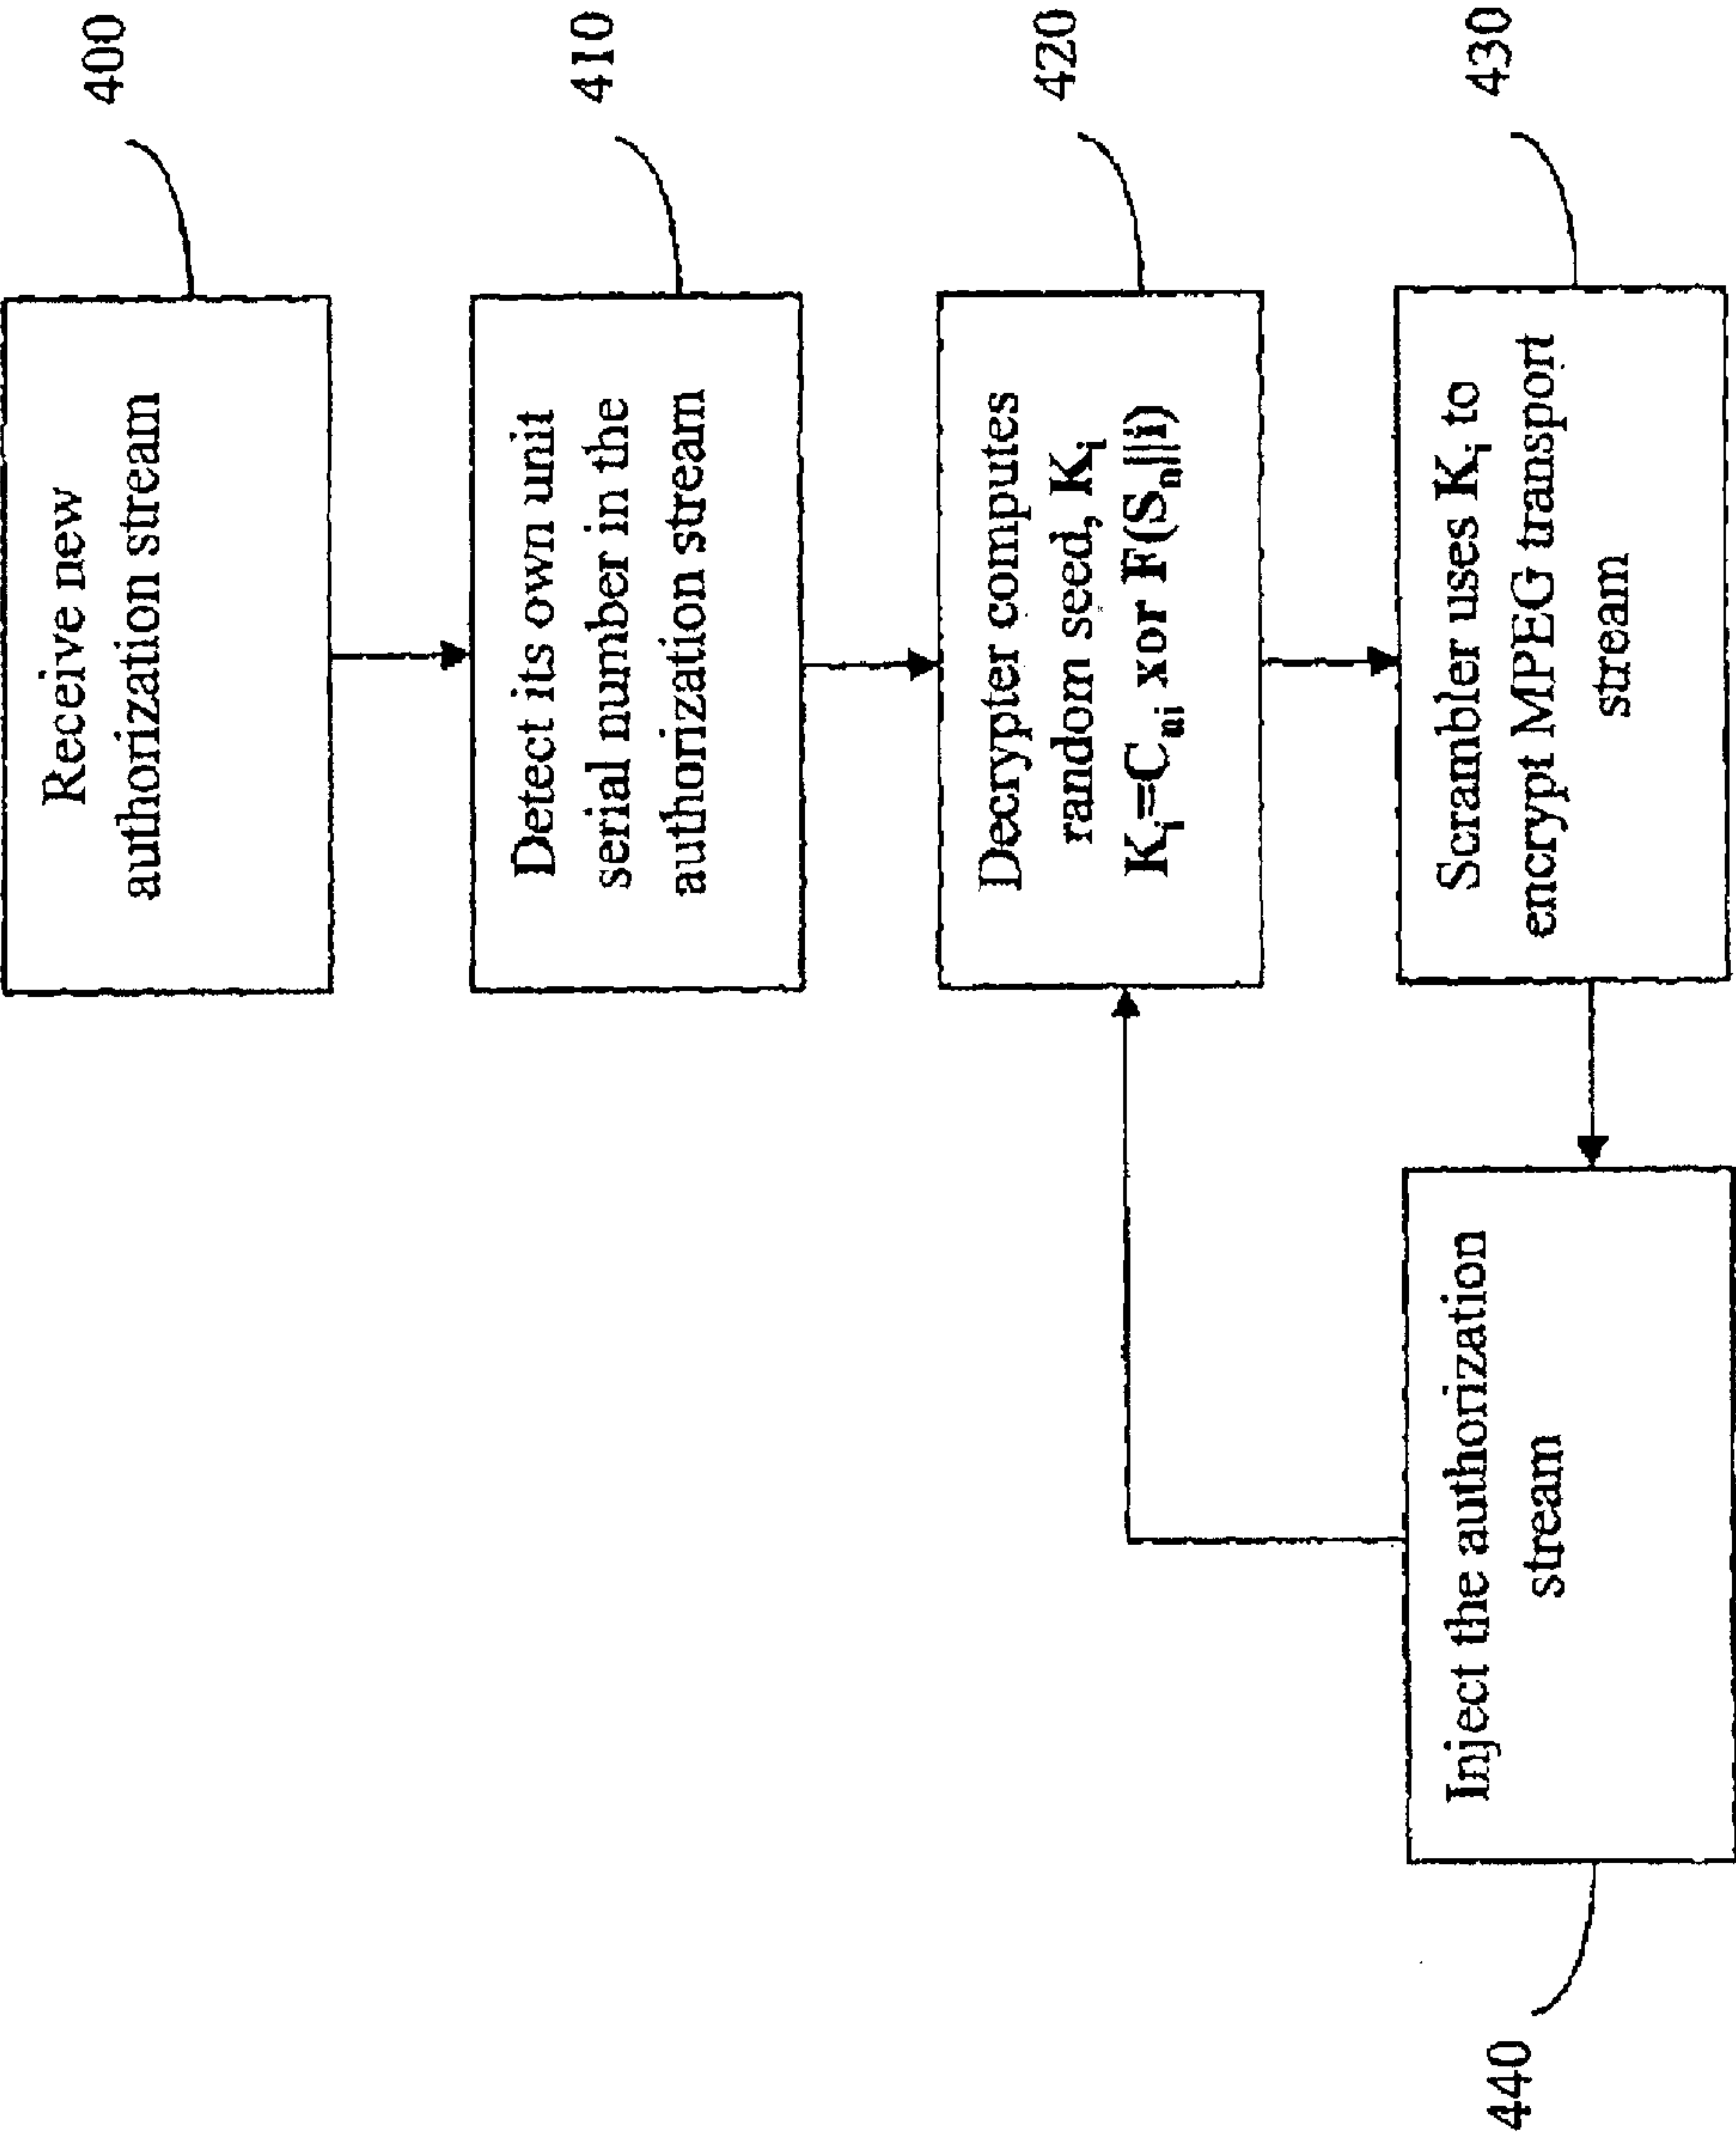 Receive new
authorization stream
400
Detect its own unit
serial number in the
authorization stream
410
Decrypter computes
random seed, Ki
Ki=Cni xor F(Sn||i)
420
Scrambler uses Ki to
encrypt MPEG transport
stream
430
Inject the authorization
stream
440